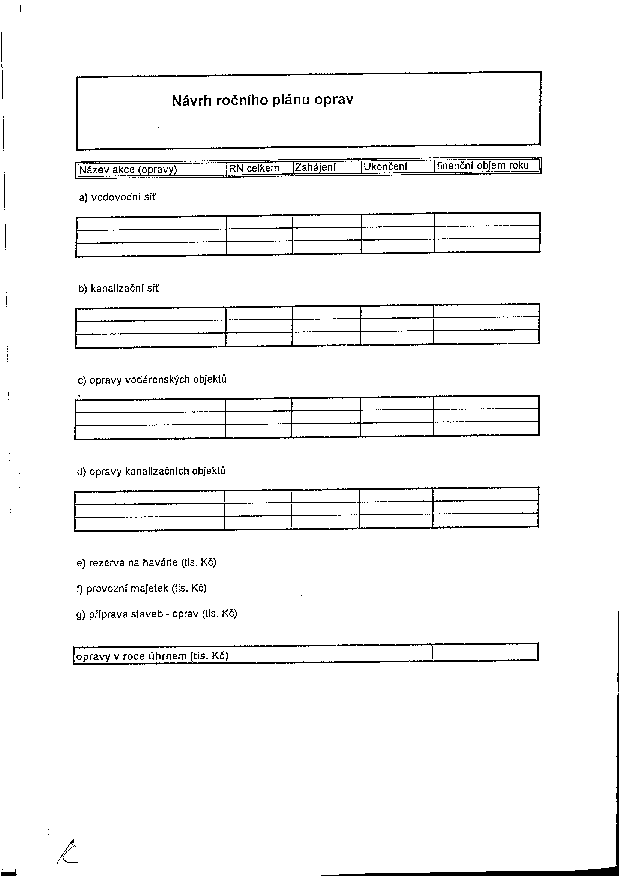 Návrh ročního plánu oprav
Název akce (opravy) RN celkem Zahájení Ukončení finanční objem roku
a) vodovodní síť
b) kanalizační síť
c) opravy vodárenských objektů
d) opravy kanalizačních objektů
e) rezerva na havárie (tis. Kč)
f) provozní majetek (tis. Kč)
g) příprava staveb - oprav (tis. Kč)
opravy v roce úhrnem (tis. Kč)